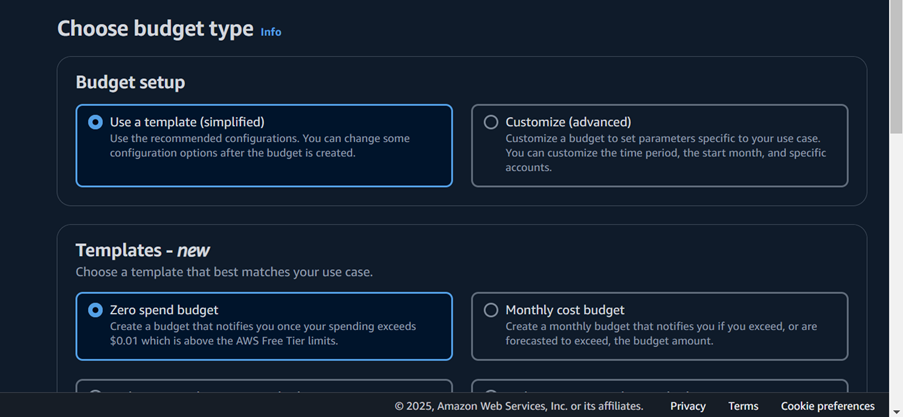 Choose budget type Info
Budget setup
Use a template (simplified)
Use the recommended configurations. You can change some
configuration options after the budget is created.
Customize (advanced)
Customize a budget to set parameters specific to your use case.
You can customize the time period, the start month, and specific
accounts.
Templates - new
Choose a template that best matches your use case.
Zero spend budget
Create a budget that notifies you once your spending exceeds
$0.01 which is above the AWS Free Tier limits.
Monthly cost budget
Create a monthly budget that notifies you if you exceed, or are
forecasted to exceed, the budget amount.
© 2025, Amazon Web Services, Inc. or its affiliates. Privacy Terms Cookie preferences